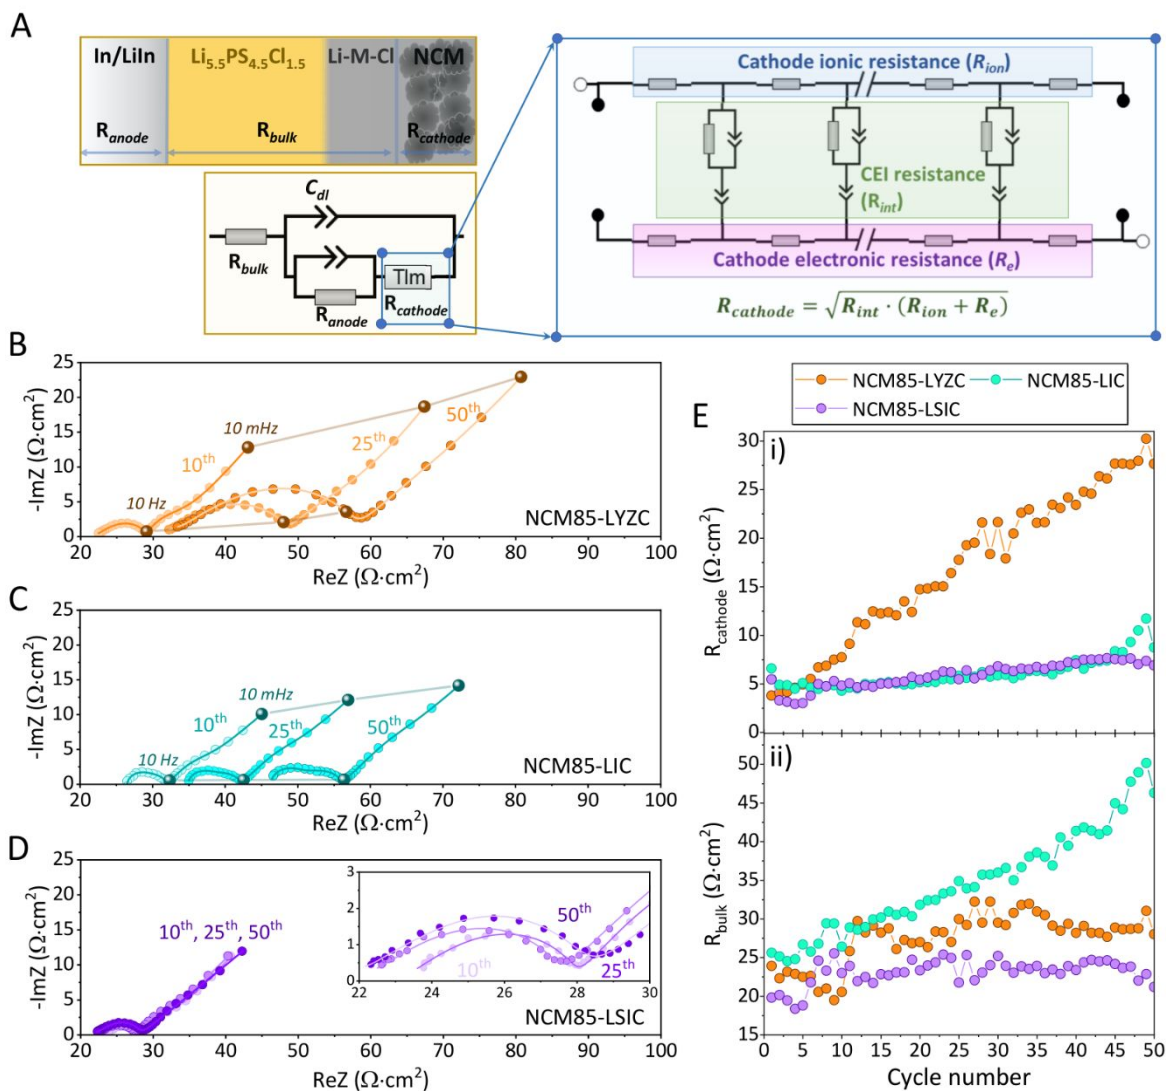 A
In/LiIn Li5.5PS4.5Cl1.5 Li-M-Cl NCM
Ranode Rbulk Rcathode
Cdl
Rbulk
Tlm
Ranode
Rcathode
Cathode ionic resistance (Rion)
CEI resistance
(Rint)
Cathode electronic resistance (Re)
Rcathode = √Rint · (Rion + Re)
B
25
20
15
10
5
0
-ImZ (Ω·cm²)
10 mHz
10th
25th
50th
10 Hz
NCM85-LYZC
20 30 40 50 60 70 80 90 100
ReZ (Ω·cm²)
C
25
20
15
10
5
0
-ImZ (Ω·cm²)
10 mHz
10th
25th
50th
10 Hz
NCM85-LIC
20 30 40 50 60 70 80 90 100
ReZ (Ω·cm²)
D
25
20
15
10
5
0
-ImZ (Ω·cm²)
10th, 25th, 50th
3
2
1
50th
10th
25th
22 24 26 28 30
NCM85-LSIC
20 30 40 50 60 70 80 90 100
ReZ (Ω·cm²)
NCM85-LYZC NCM85-LIC
NCM85-LSIC
E
i)
30
25
20
15
10
5
0
Rcathode (Ω·cm²)
ii)
50
45
40
35
30
25
20
15
Rbulk (Ω·cm²)
0 5 10 15 20 25 30 35 40 45 50
Cycle number